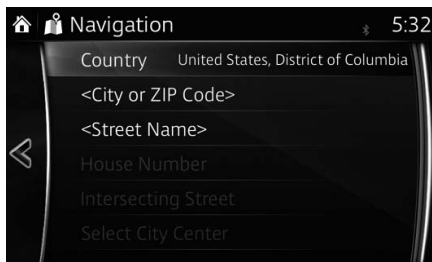 Navigation 5:32
Country United States, District of Columbia
<City or ZIP Code>
<Street Name>
House Number
Intersecting Street
Select City Center